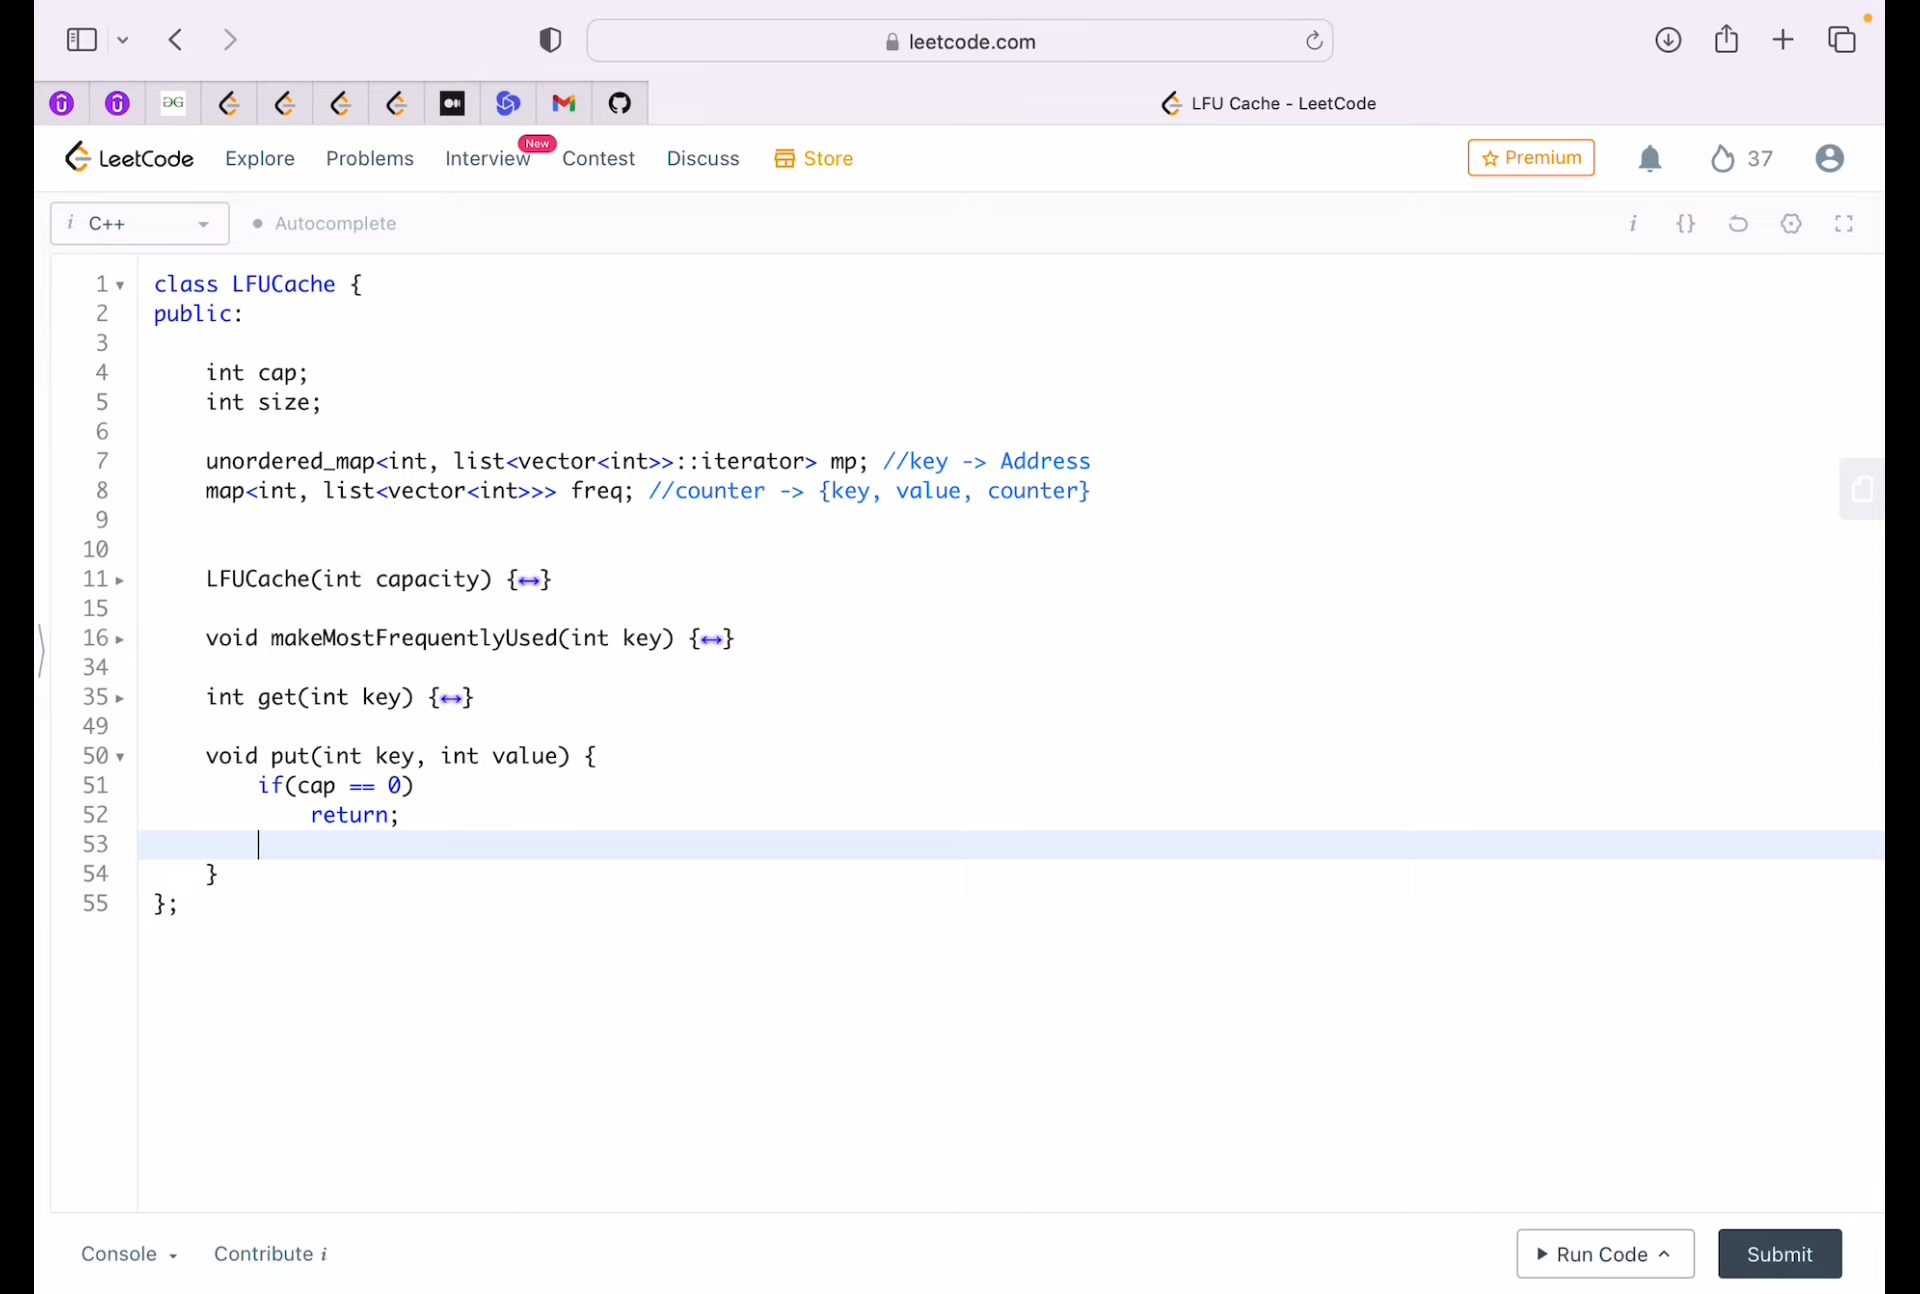 leetcode.com
LFU Cache - LeetCode
LeetCode Explore Problems Interview New Contest Discuss Store Premium 37
i C++ Autocomplete i {}
1 class LFUCache {
2 public:
3
4 int cap;
5 int size;
6
7 unordered_map<int, list<vector<int>>::iterator> mp; //key -> Address
8 map<int, list<vector<int>>> freq; //counter -> {key, value, counter}
9
10
11 LFUCache(int capacity) {↔}
15
16 void makeMostFrequentlyUsed(int key) {↔}
34
35 int get(int key) {↔}
49
50 void put(int key, int value) {
51 if(cap == 0)
52 return;
53
54 }
55 };
Console Contribute i Run Code Submit